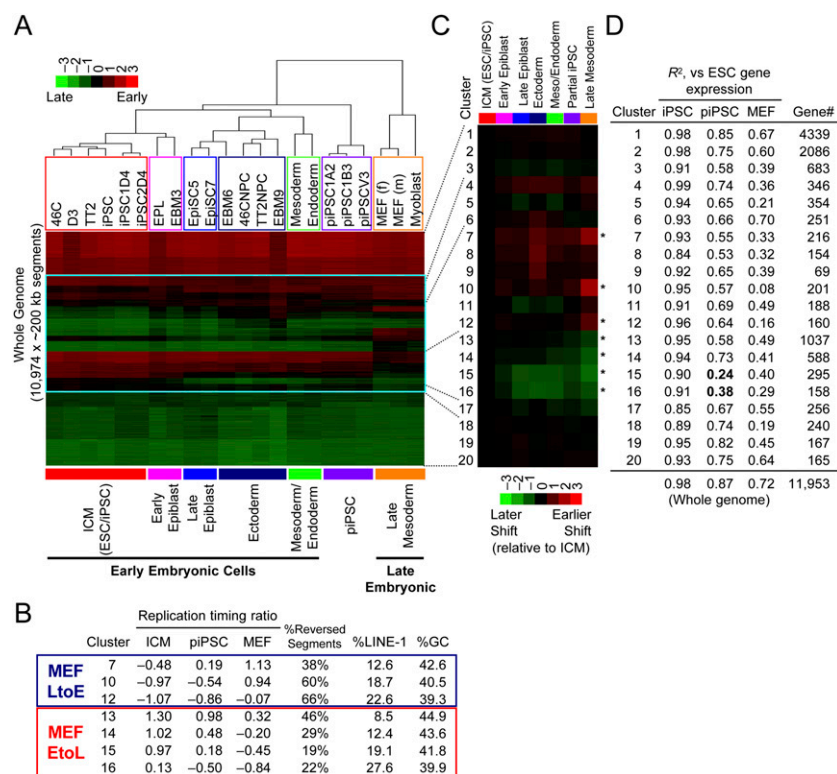 A
−3 −2 −1 0 1 2 3
Late Early
46C D3 TT2 iPSC iPSC1D4 iPSC2D4 EPL EBM3 EpiSC5 EpiSC7 EBM6 46CNPC TT2NPC EBM9 Mesoderm Endoderm piPSC1A2 piPSC1B3 piPSCV3 MEF (f) MEF (m) Myoblast
Whole Genome
(10,974 x ~200 kb segments)
ICM
(ESC/iPSC)
Early
Epiblast
Late
Epiblast
Ectoderm
Mesoderm/
Endoderm
piPSC
Late
Mesoderm
Early Embryonic Cells
Late
Embryonic
C
Cluster
ICM (ESC/iPSC)
Early Epiblast
Late Epiblast
Ectoderm
Meso/Endoderm
Partial iPSC
Late Mesoderm
1
2
3
4
5
6
7 *
8
9
10 *
11
12 *
13 *
14 *
15 *
16 *
17
18
19
20
−3 −2 −1 0 1 2 3
Later Earlier
Shift Shift
(relative to ICM)
D
R², vs ESC gene
expression
Cluster iPSC piPSC MEF Gene#
1 0.98 0.85 0.67 4339
2 0.98 0.75 0.60 2086
3 0.91 0.58 0.39 683
4 0.99 0.74 0.36 346
5 0.94 0.65 0.21 354
6 0.93 0.66 0.70 251
7 0.93 0.55 0.33 216
8 0.84 0.53 0.32 154
9 0.92 0.65 0.39 69
10 0.95 0.57 0.08 201
11 0.91 0.69 0.49 188
12 0.96 0.64 0.16 160
13 0.95 0.58 0.49 1037
14 0.94 0.73 0.41 588
15 0.90 0.24 0.40 295
16 0.91 0.38 0.29 158
17 0.85 0.67 0.55 256
18 0.89 0.74 0.19 240
19 0.95 0.82 0.45 167
20 0.93 0.75 0.64 165
0.98 0.87 0.72 11,953
(Whole genome)
B
Replication timing ratio
Cluster ICM piPSC MEF %Reversed Segments %LINE-1 %GC
MEF
LtoE
7 −0.48 0.19 1.13 38% 12.6 42.6
10 −0.97 −0.54 0.94 60% 18.7 40.5
12 −1.07 −0.86 −0.07 66% 22.6 39.3
MEF
EtoL
13 1.30 0.98 0.32 46% 8.5 44.9
14 1.02 0.48 −0.20 29% 12.4 43.6
15 0.97 0.18 −0.45 19% 19.1 41.8
16 0.13 −0.50 −0.84 22% 27.6 39.9